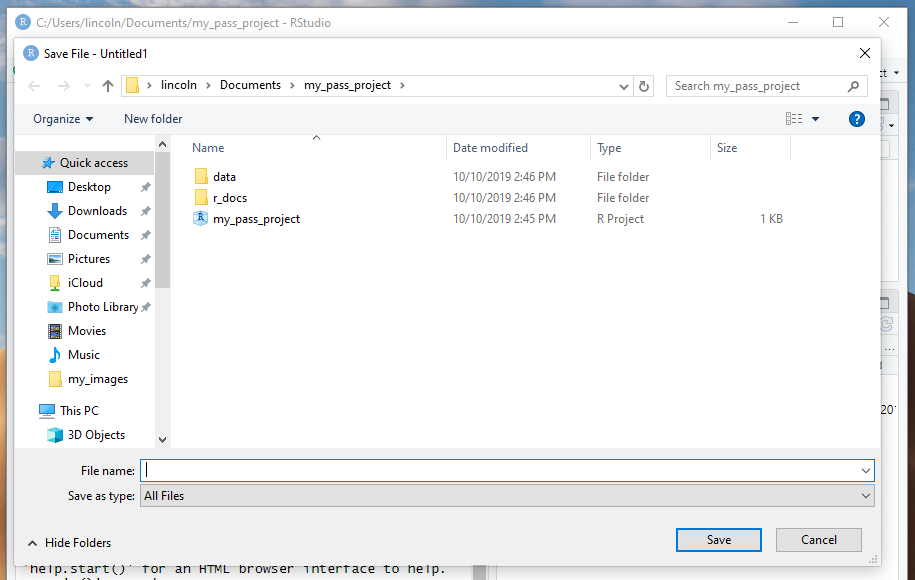 C:/Users/lincoln/Documents/my_pass_project - RStudio
Save File - Untitled1
lincoln › Documents › my_pass_project ›
Search my_pass_project
Organize
New folder
Name Date modified Type Size
Quick access
Desktop
Downloads
Documents
Pictures
iCloud
Photo Library
Movies
Music
my_images
This PC
3D Objects
data 10/10/2019 2:46 PM File folder
r_docs 10/10/2019 2:46 PM File folder
my_pass_project 10/10/2019 2:45 PM R Project 1 KB
File name:
Save as type: All Files
Hide Folders
Save
Cancel
'help.start()' for an HTML browser interface to help.